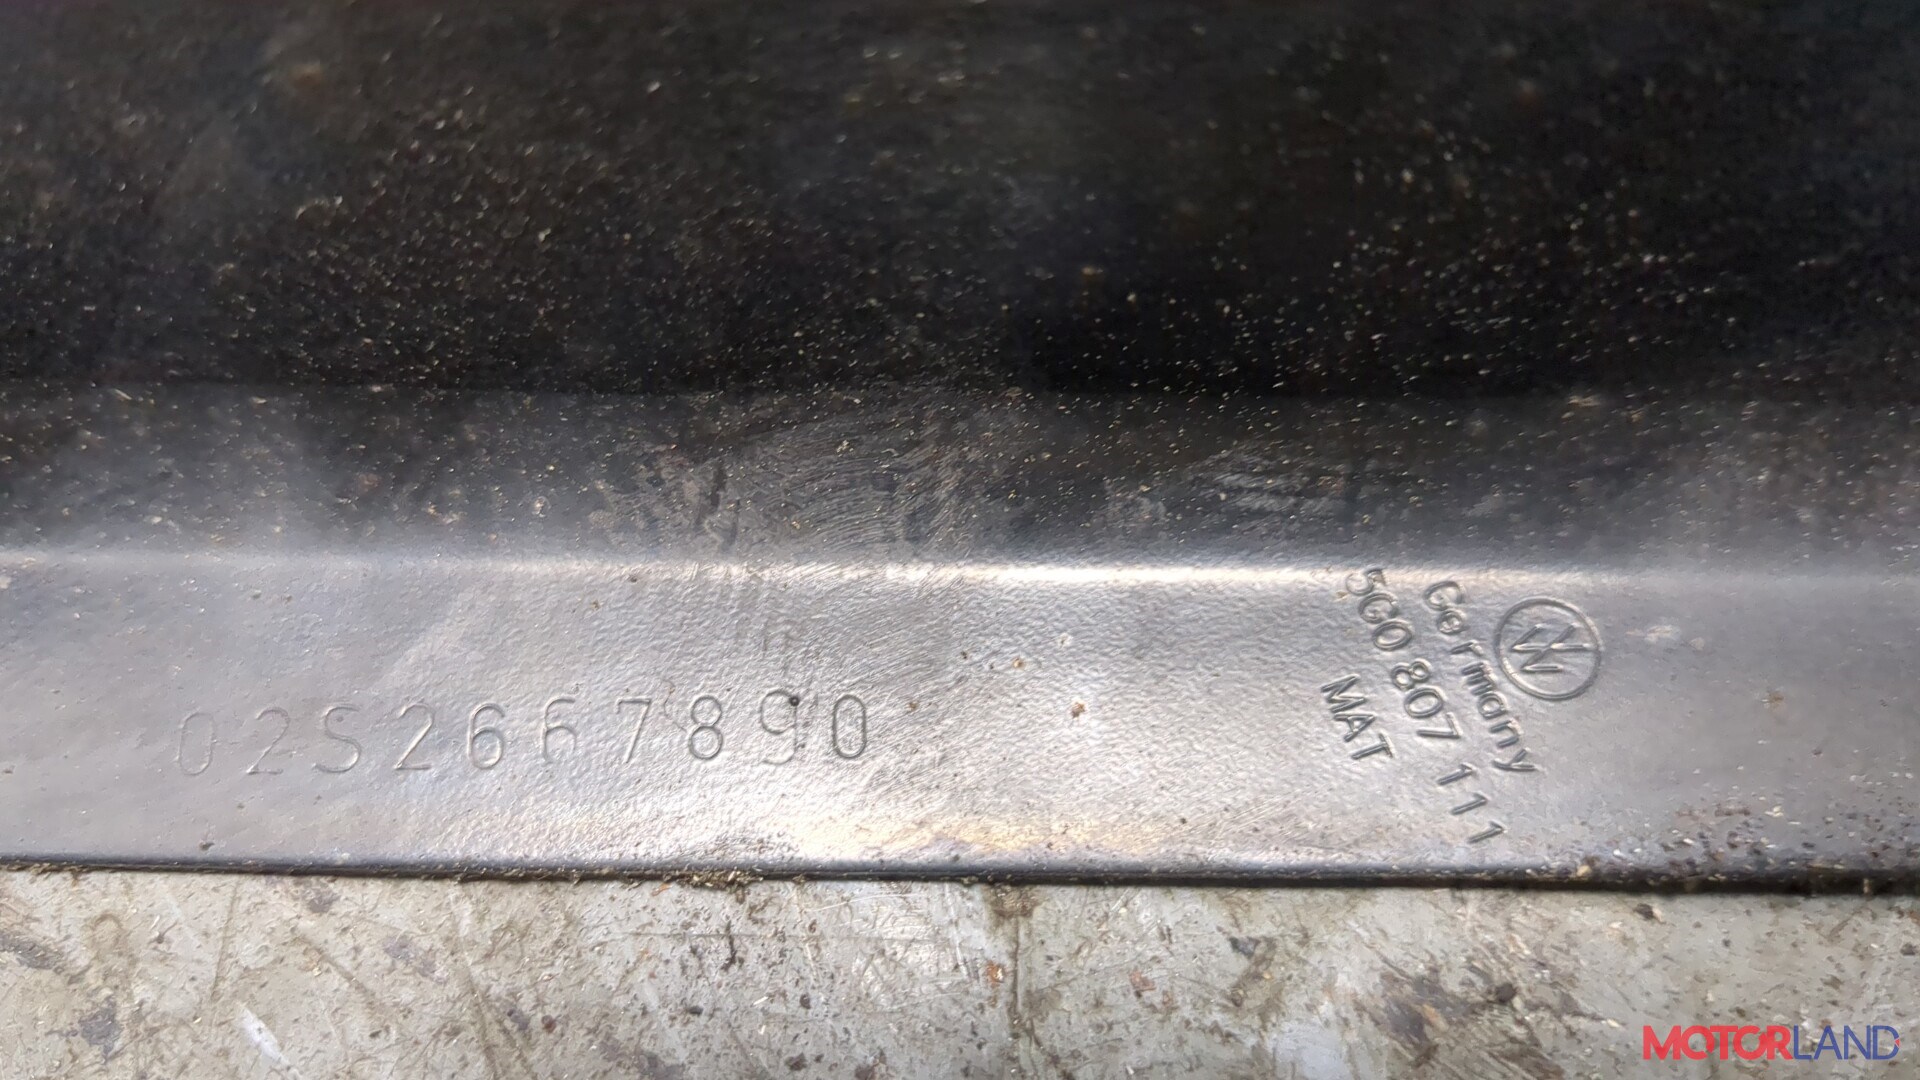 02S2667890
Germany
5G0 807 111
MAT
MOTORLAND